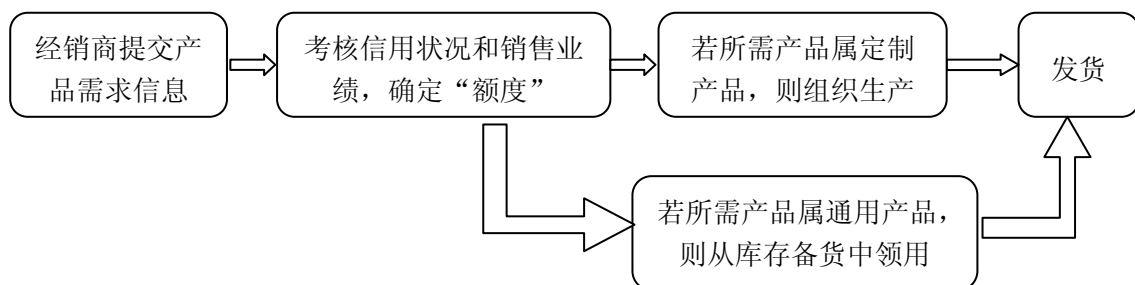 经销商提交产
品需求信息
考核信用状况和销售业
绩，确定“额度”
若所需产品属定制
产品，则组织生产
发货
若所需产品属通用产品，
则从库存备货中领用